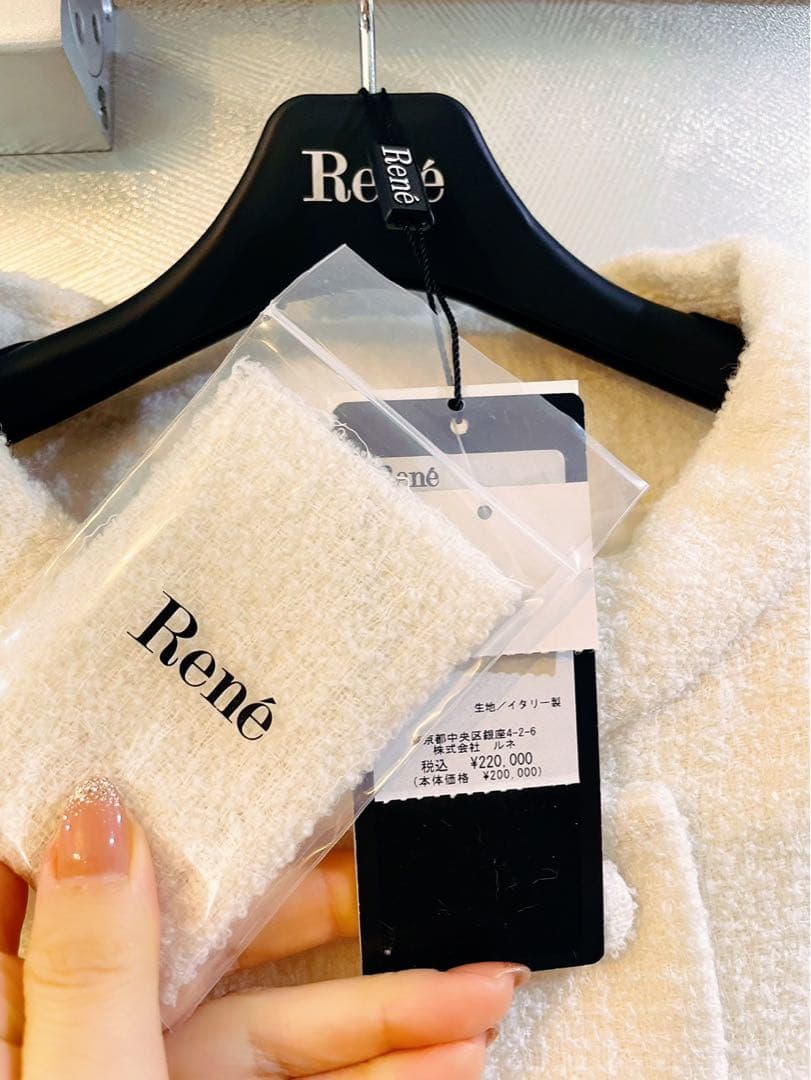 René
René
René
René
生地／イタリー製
京都中央区銀座4-2-6
株式会社 ルネ
税込 ¥220,000
(本体価格 ¥200,000)